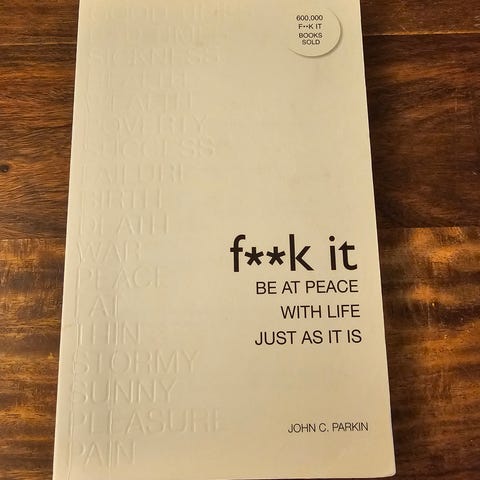 600,000
F**K IT
BOOKS
SOLD
SICKNESS
HEALTH
WEALTH
POVERTY
SUCCESS
FAILURE
BIRTH
DEATH
WAR
PEACE
FAT
THIN
STORMY
SUNNY
PLEASURE
PAIN
f**k it
BE AT PEACE
WITH LIFE
JUST AS IT IS
JOHN C. PARKIN